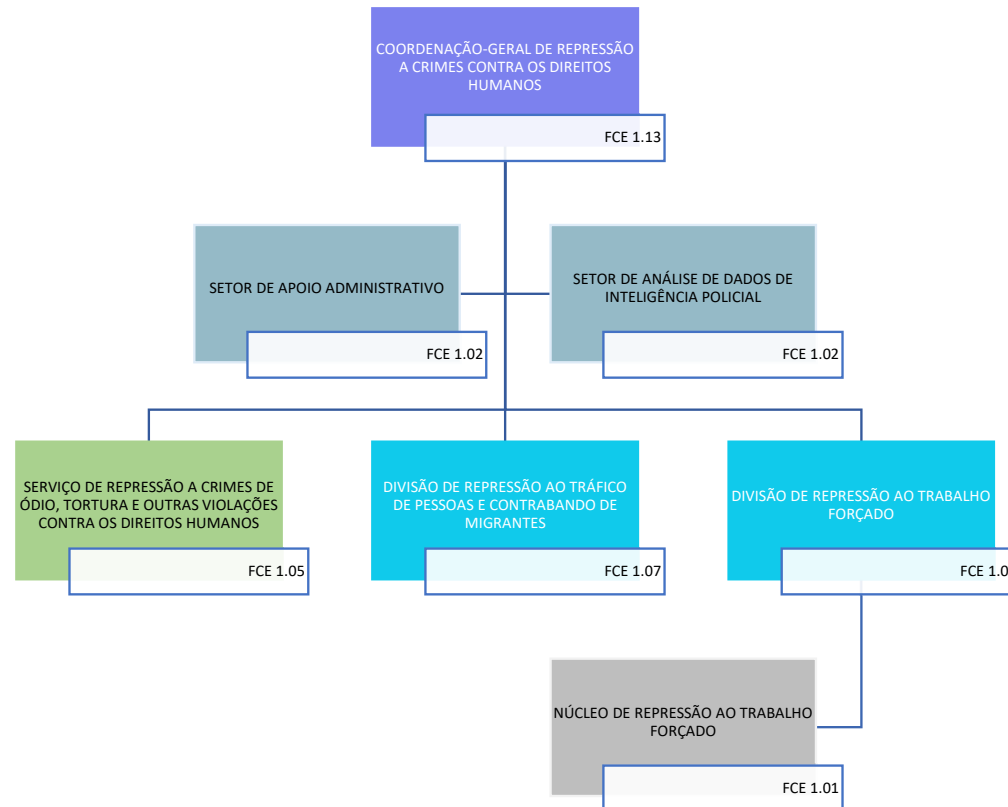 COORDENAÇÃO-GERAL DE REPRESSÃO
A CRIMES CONTRA OS DIREITOS
HUMANOS
FCE 1.13
SETOR DE APOIO ADMINISTRATIVO
FCE 1.02
SETOR DE ANÁLISE DE DADOS DE
INTELIGÊNCIA POLICIAL
FCE 1.02
SERVIÇO DE REPRESSÃO A CRIMES DE
ÓDIO, TORTURA E OUTRAS VIOLAÇÕES
CONTRA OS DIREITOS HUMANOS
FCE 1.05
DIVISÃO DE REPRESSÃO AO TRÁFICO
DE PESSOAS E CONTRABANDO DE
MIGRANTES
FCE 1.07
DIVISÃO DE REPRESSÃO AO TRABALHO
FORÇADO
FCE
NÚCLEO DE REPRESSÃO AO TRABALHO
FORÇADO
FCE 1.01